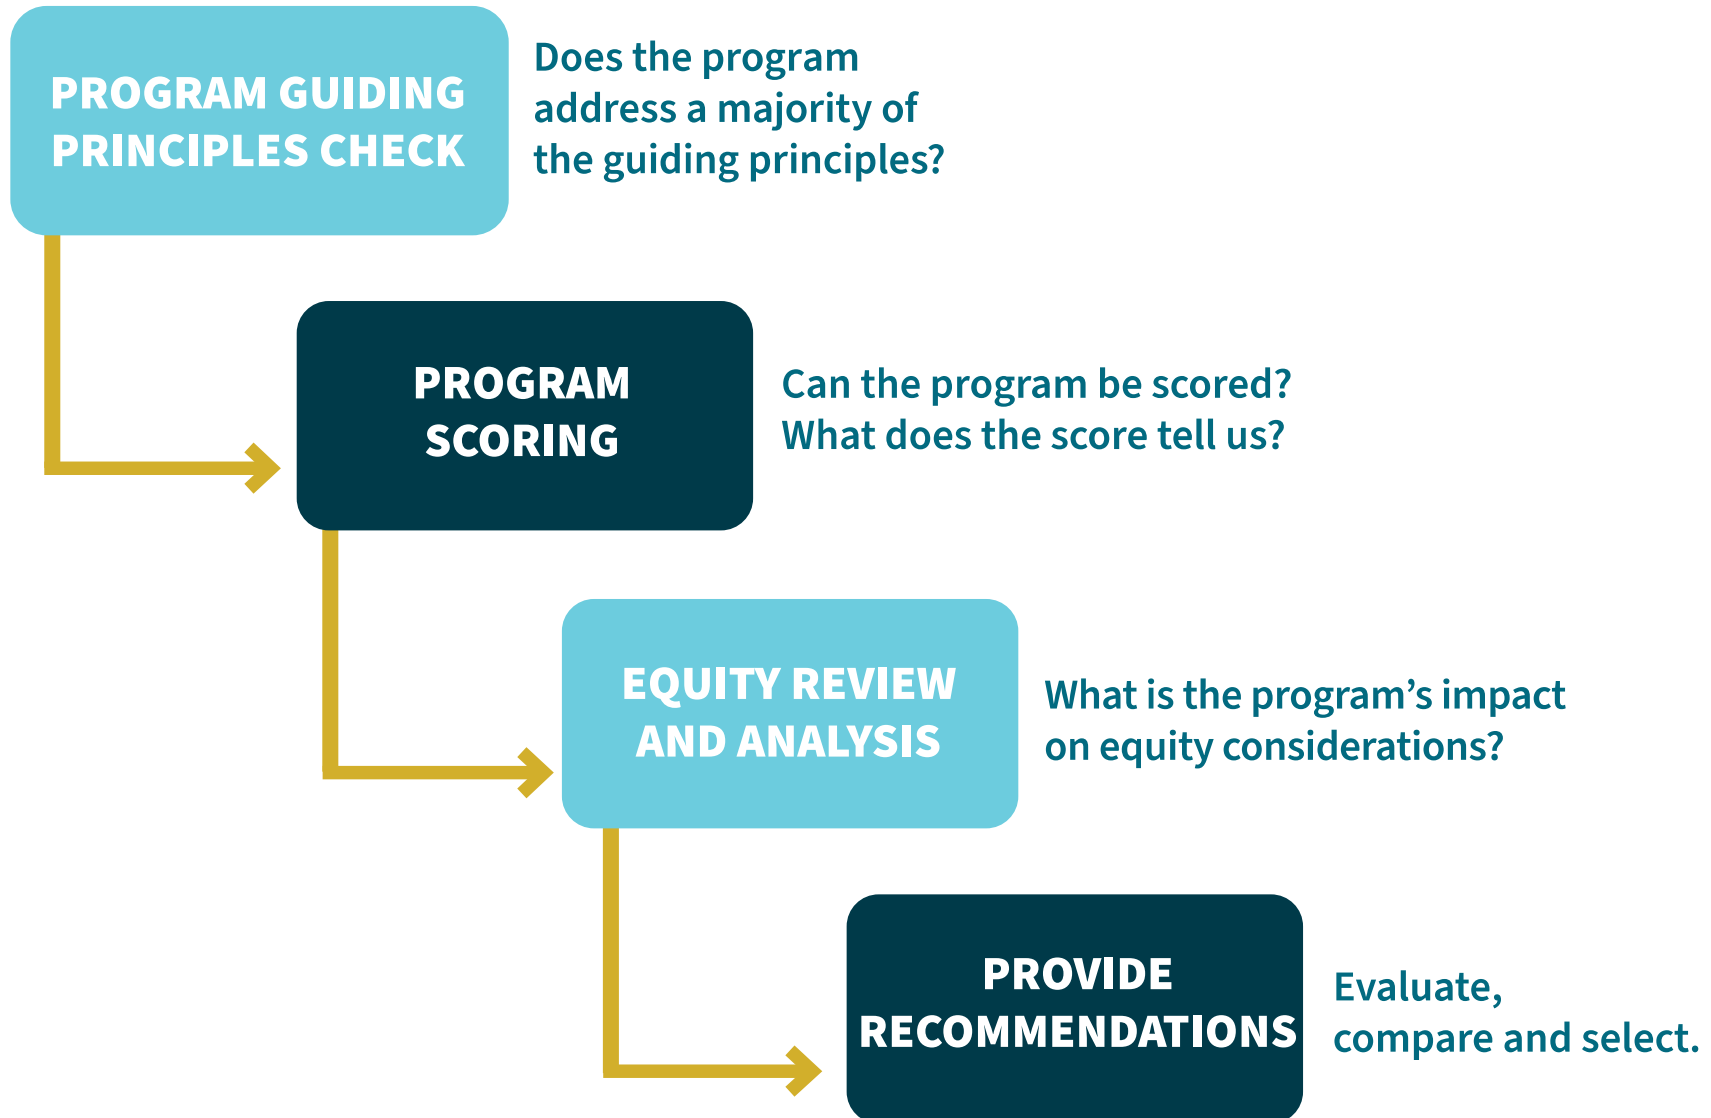 PROGRAM GUIDING
PRINCIPLES CHECK
Does the program
address a majority of
the guiding principles?
PROGRAM
SCORING
Can the program be scored?
What does the score tell us?
EQUITY REVIEW
AND ANALYSIS
What is the program’s impact
on equity considerations?
PROVIDE
RECOMMENDATIONS
Evaluate,
compare and select.